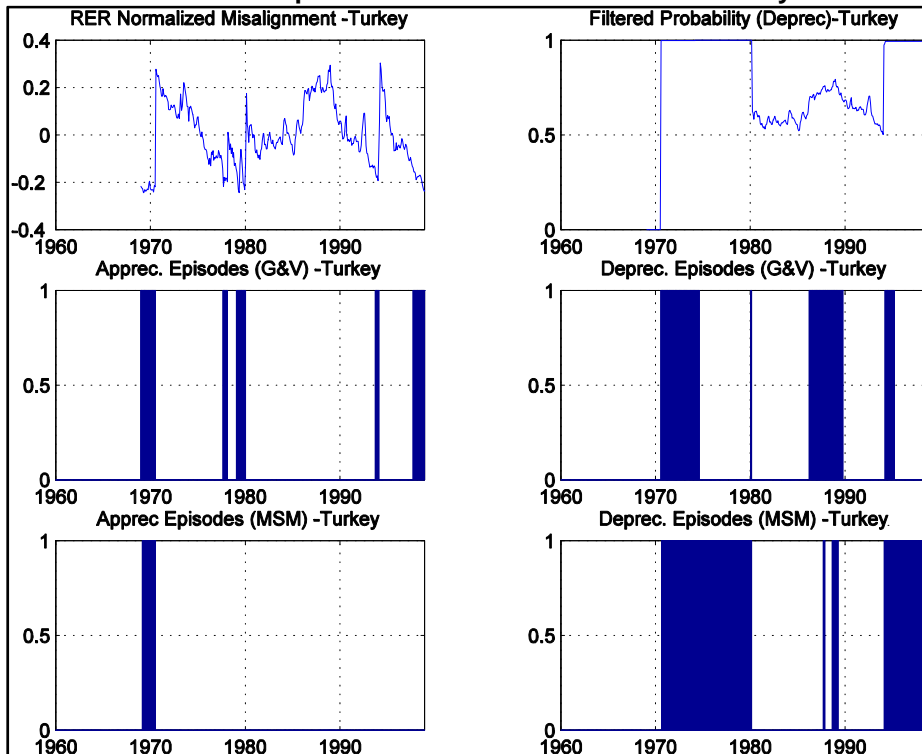 RER Normalized Misalignment -Turkey
0.4
0.2
0
-0.2
-0.4
1960 1970 1980 1990
Filtered Probability (Deprec)-Turkey
1
0.5
0
1960 1970 1980 1990
Apprec. Episodes (G&V) -Turkey
1
0.5
0
1960 1970 1980 1990
Deprec. Episodes (G&V) -Turkey
1
0.5
0
1960 1970 1980 1990
Apprec Episodes (MSM) -Turkey
1
0.5
0
1960 1970 1980 1990
Deprec. Episodes (MSM) -Turkey
1
0.5
0
1960 1970 1980 1990